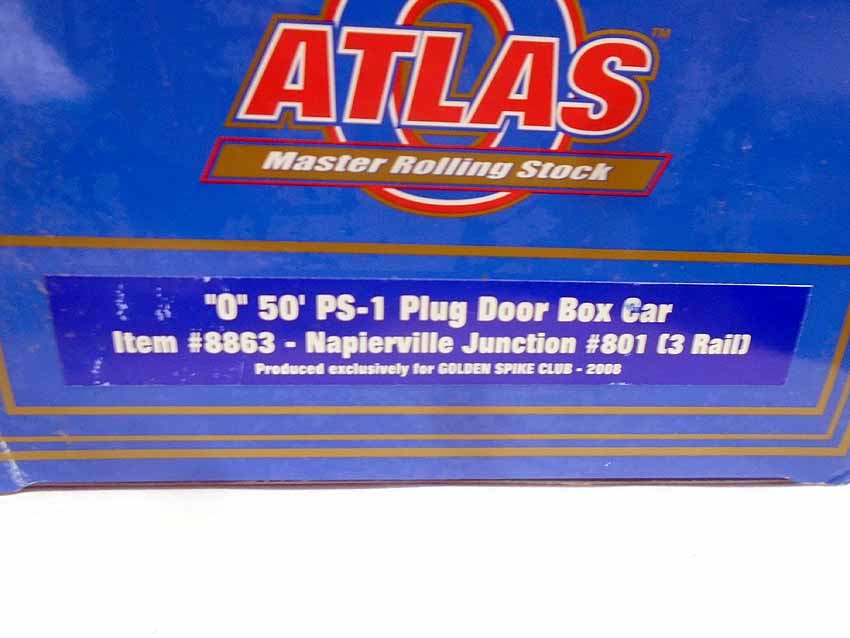 ATLAS™
Master Rolling Stock
"O" 50' PS-1 Plug Door Box Car
Item #8863 - Napierville Junction #801 (3 Rail)
Produced exclusively for GOLDEN SPIKE CLUB - 2008